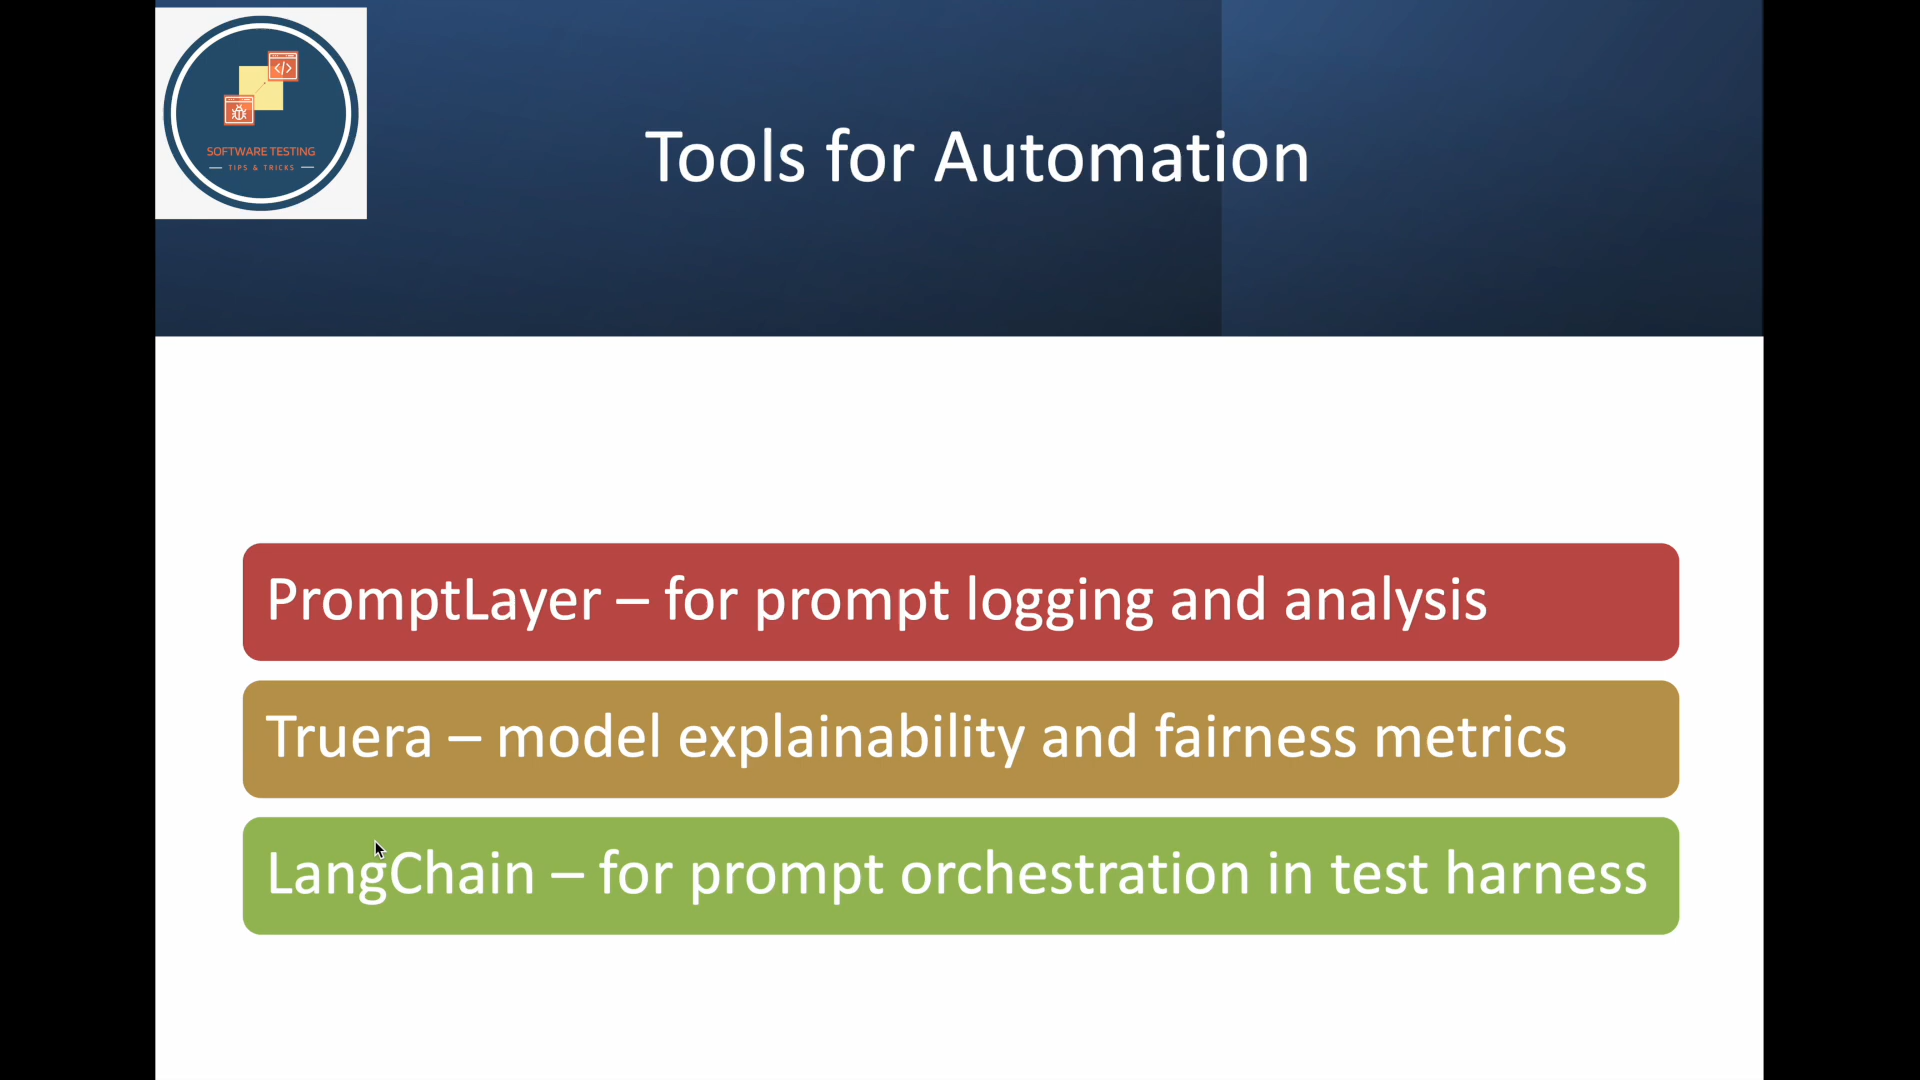 </>
SOFTWARE TESTING
TIPS & TRICKS
Tools for Automation
PromptLayer – for prompt logging and analysis
Truera – model explainability and fairness metrics
LangChain – for prompt orchestration in test harness